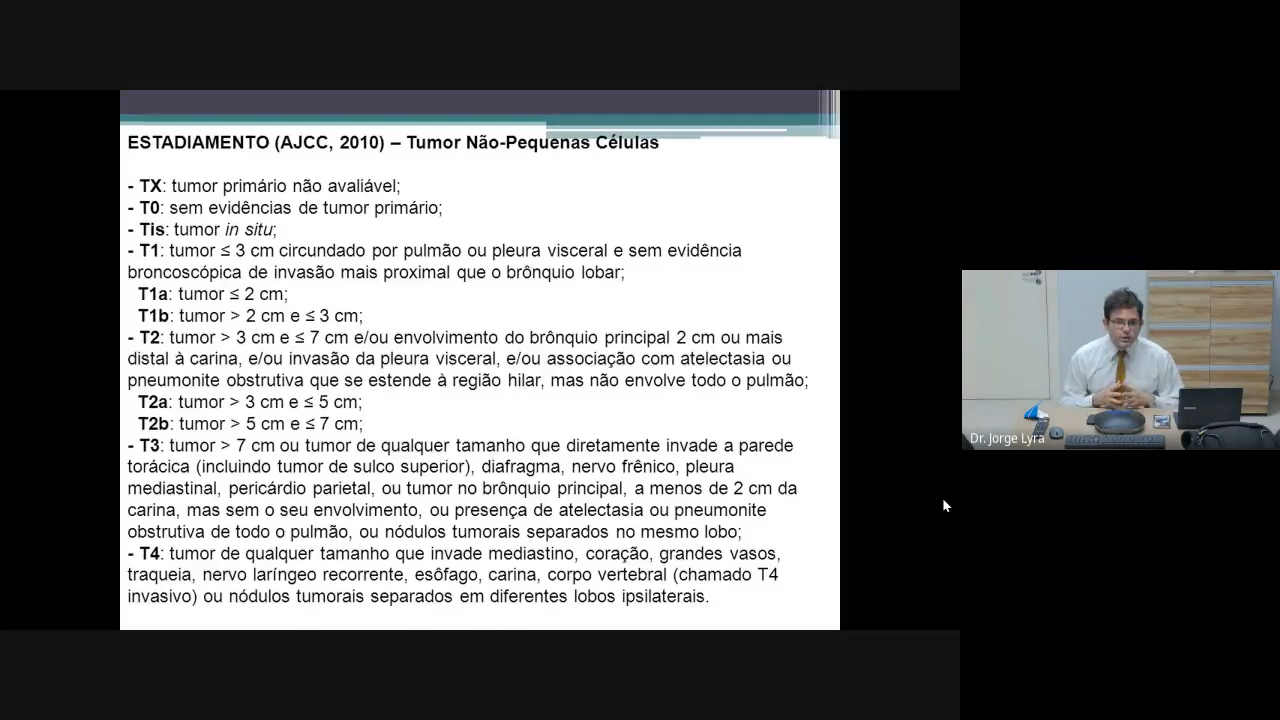 ESTADIAMENTO (AJCC, 2010) – Tumor Não-Pequenas Células
- TX: tumor primário não avaliável;
- T0: sem evidências de tumor primário;
- Tis: tumor in situ;
- T1: tumor ≤ 3 cm circundado por pulmão ou pleura visceral e sem evidência
broncoscópica de invasão mais proximal que o brônquio lobar;
T1a: tumor ≤ 2 cm;
T1b: tumor > 2 cm e ≤ 3 cm;
- T2: tumor > 3 cm e ≤ 7 cm e/ou envolvimento do brônquio principal 2 cm ou mais
distal à carina, e/ou invasão da pleura visceral, e/ou associação com atelectasia ou
pneumonite obstrutiva que se estende à região hilar, mas não envolve todo o pulmão;
T2a: tumor > 3 cm e ≤ 5 cm;
T2b: tumor > 5 cm e ≤ 7 cm;
- T3: tumor > 7 cm ou tumor de qualquer tamanho que diretamente invade a parede
torácica (incluindo tumor de sulco superior), diafragma, nervo frênico, pleura
mediastinal, pericárdio parietal, ou tumor no brônquio principal, a menos de 2 cm da
carina, mas sem o seu envolvimento, ou presença de atelectasia ou pneumonite
obstrutiva de todo o pulmão, ou nódulos tumorais separados no mesmo lobo;
- T4: tumor de qualquer tamanho que invade mediastino, coração, grandes vasos,
traqueia, nervo laríngeo recorrente, esôfago, carina, corpo vertebral (chamado T4
invasivo) ou nódulos tumorais separados em diferentes lobos ipsilaterais.
Dr. Jorge Lyra